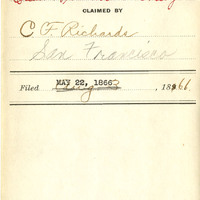 CLAIMED BY
C. F. Richards
San Francisco
Filed MAY 22, 1866 , 1866